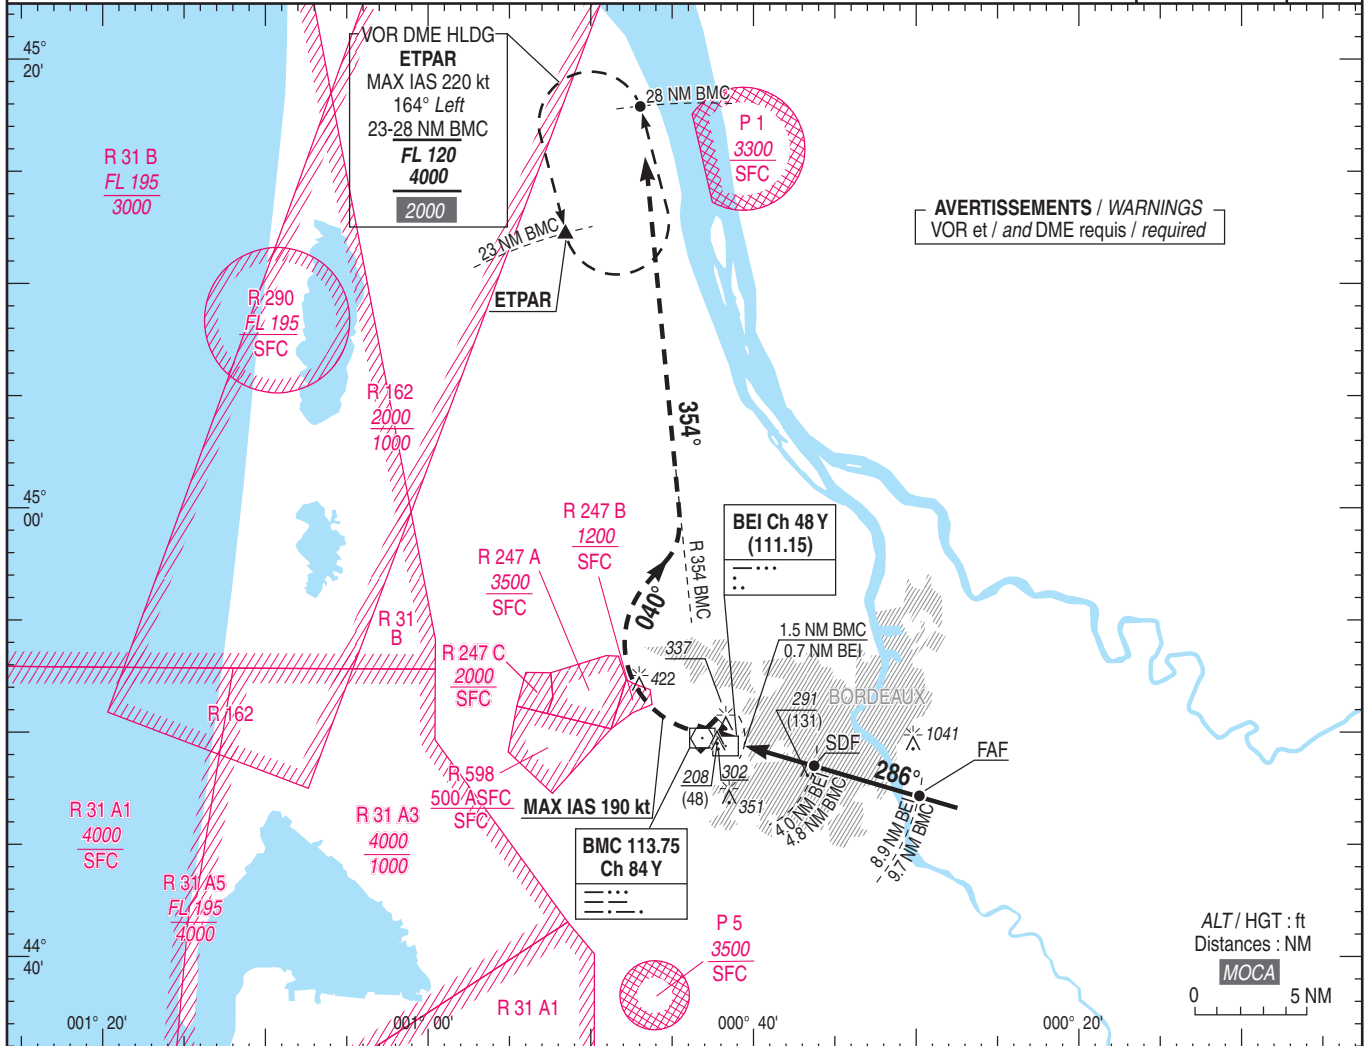 45°
20'
VOR DME HLDG
ETPAR
MAX IAS 220 kt
164° Left
23-28 NM BMC
FL 120
4000
2000
28 NM BMC
P 1
3300
SFC
R 31 B
FL 195
3000
AVERTISSEMENTS / WARNINGS
VOR et / and DME requis / required
23 NM BMC
ETPAR
R 290
FL 195
SFC
R 162
2000
1000
354°
45°
00'
R 247 B
1200
SFC
BEI Ch 48 Y
(111.15)
R 247 A
3500
SFC
R 354 BMC
040°
R 31
B
1.5 NM BMC
0.7 NM BEI
R 247 C
2000
SFC
337
422
291
(131)
BORDEAUX
R 162
1041
SDF
FAF
286°
208
(48)
302
351
R 598
500 ASFC
SFC
MAX IAS 190 kt
4.0 NM BEI
4.8 NM BMC
8.9 NM BEI
9.7 NM BMC
R 31 A1
4000
SFC
R 31 A3
4000
1000
BMC 113.75
Ch 84 Y
R 31 A5
FL 195
4000
P 5
3500
SFC
ALT / HGT : ft
Distances : NM
MOCA
0 5 NM
44°
40'
R 31 A1
001° 20'
001° 00'
000° 40'
000° 20'